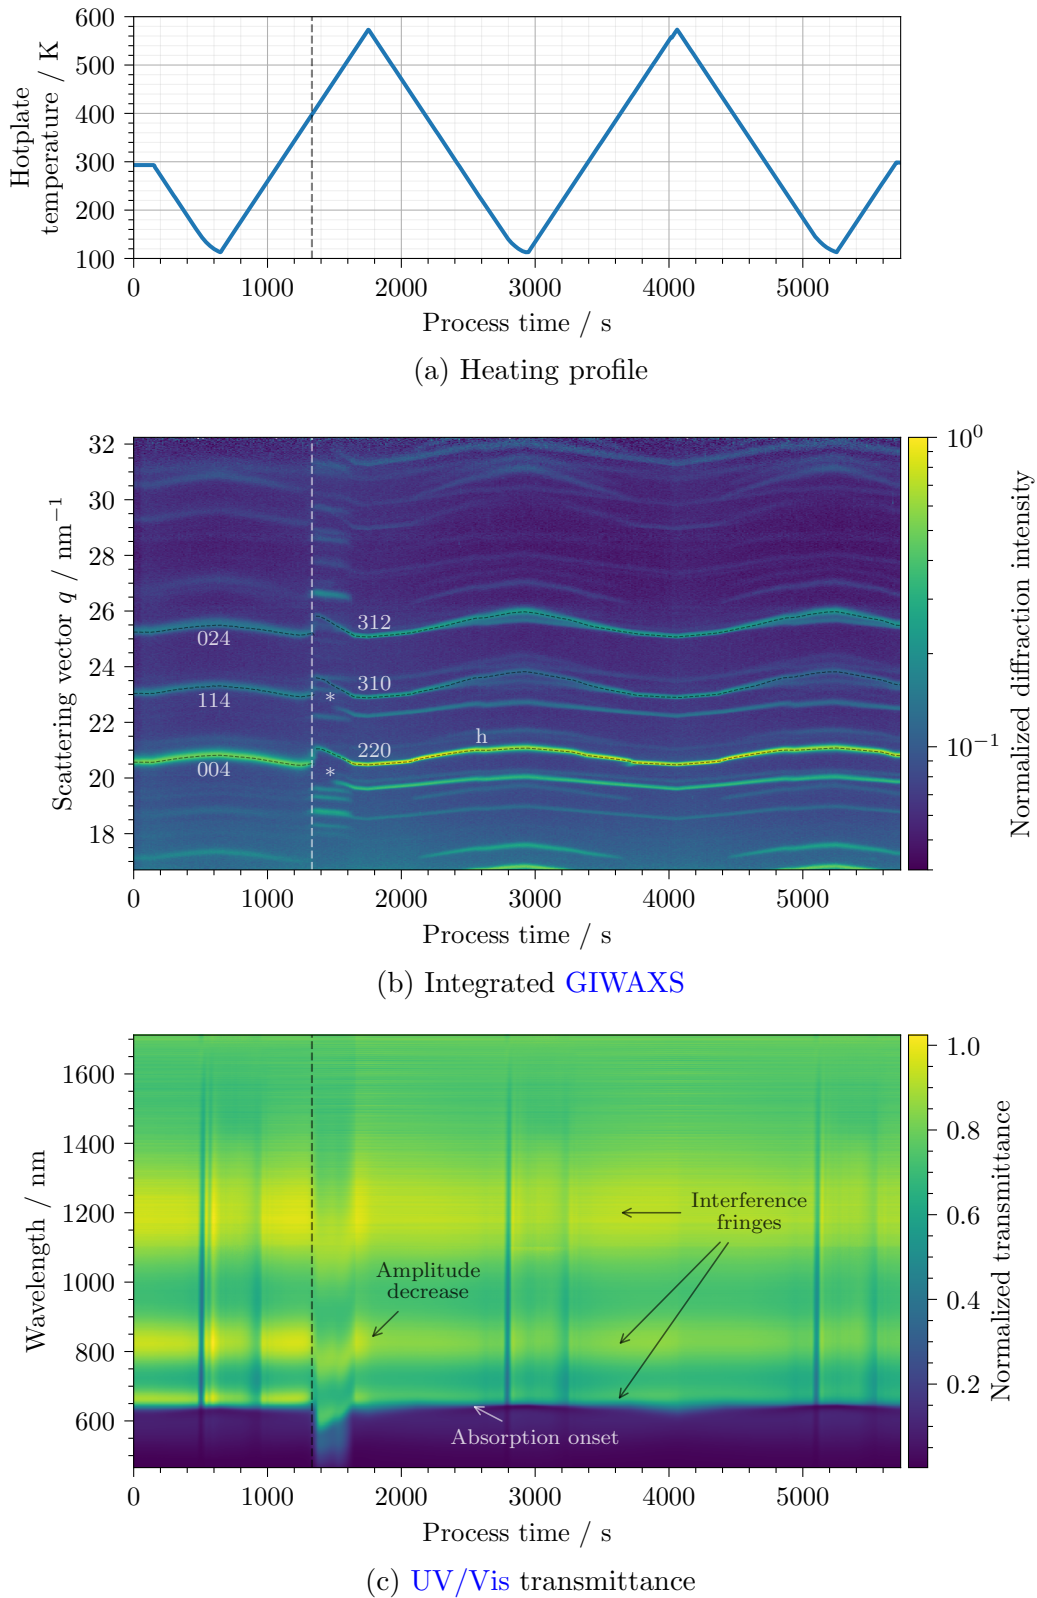 600
500
400
300
200
100
Hotplate
temperature / K
0 1000 2000 3000 4000 5000
Process time / s
(a) Heating profile
32
30
28
26
24
22
20
18
Scattering vector q / nm⁻¹
024
114
004
312
310
*
h
220
*
10⁰
10⁻¹
Normalized diffraction intensity
0 1000 2000 3000 4000 5000
Process time / s
(b) Integrated GIWAXS
1600
1400
1200
1000
800
600
Wavelength / nm
Interference
fringes
Amplitude
decrease
Absorption onset
1.0
0.8
0.6
0.4
0.2
Normalized transmittance
0 1000 2000 3000 4000 5000
Process time / s
(c) UV/Vis transmittance